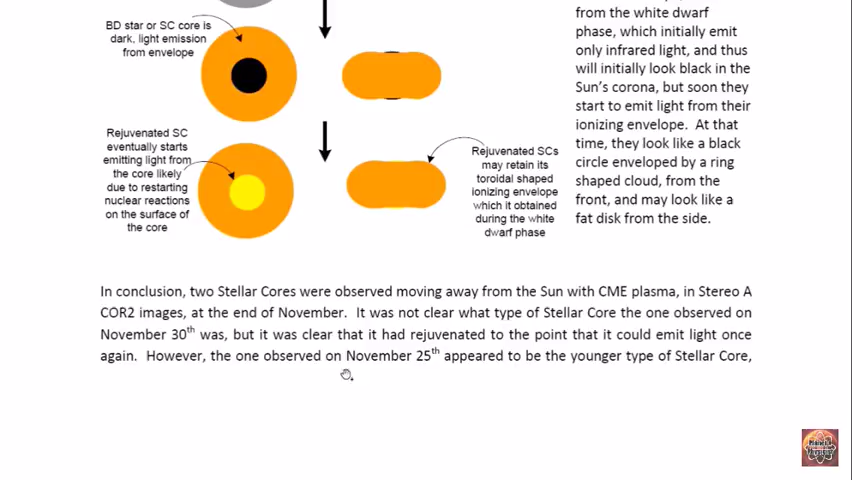 BD star or SC core is
dark, light emission
from envelope
Rejuvenated SC
eventually starts
emitting light from
the core likely
due to restarting
nuclear reactions
on the surface of
the core
Rejuvenated SCs
may retain its
toroidal shaped
ionizing envelope
which it obtained
during the white
dwarf phase
from the white dwarf
phase, which initially emit
only infrared light, and thus
will initially look black in the
Sun's corona, but soon they
start to emit light from their
ionizing envelope.  At that
time, they look like a black
circle enveloped by a ring
shaped cloud, from the
front, and may look like a
fat disk from the side.
In conclusion, two Stellar Cores were observed moving away from the Sun with CME plasma, in Stereo A
COR2 images, at the end of November.  It was not clear what type of Stellar Core the one observed on
November 30th was, but it was clear that it had rejuvenated to the point that it could emit light once
again.  However, the one observed on November 25th appeared to be the younger type of Stellar Core,